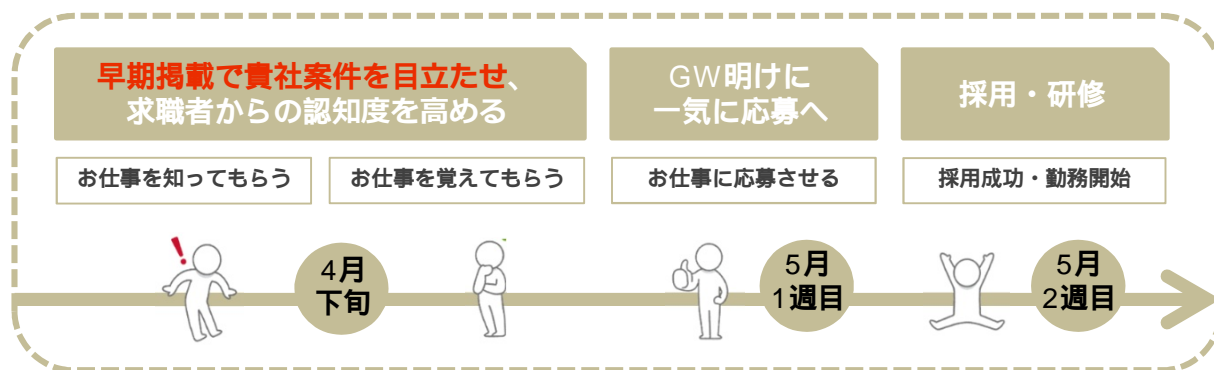 早期掲載で貴社案件を目立たせ、
求職者からの認知度を高める
GW明けに
一気に応募へ
採用・研修
お仕事を知ってもらう
お仕事を覚えてもらう
お仕事に応募させる
採用成功・勤務開始
4月
下旬
5月
1週目
5月
2週目